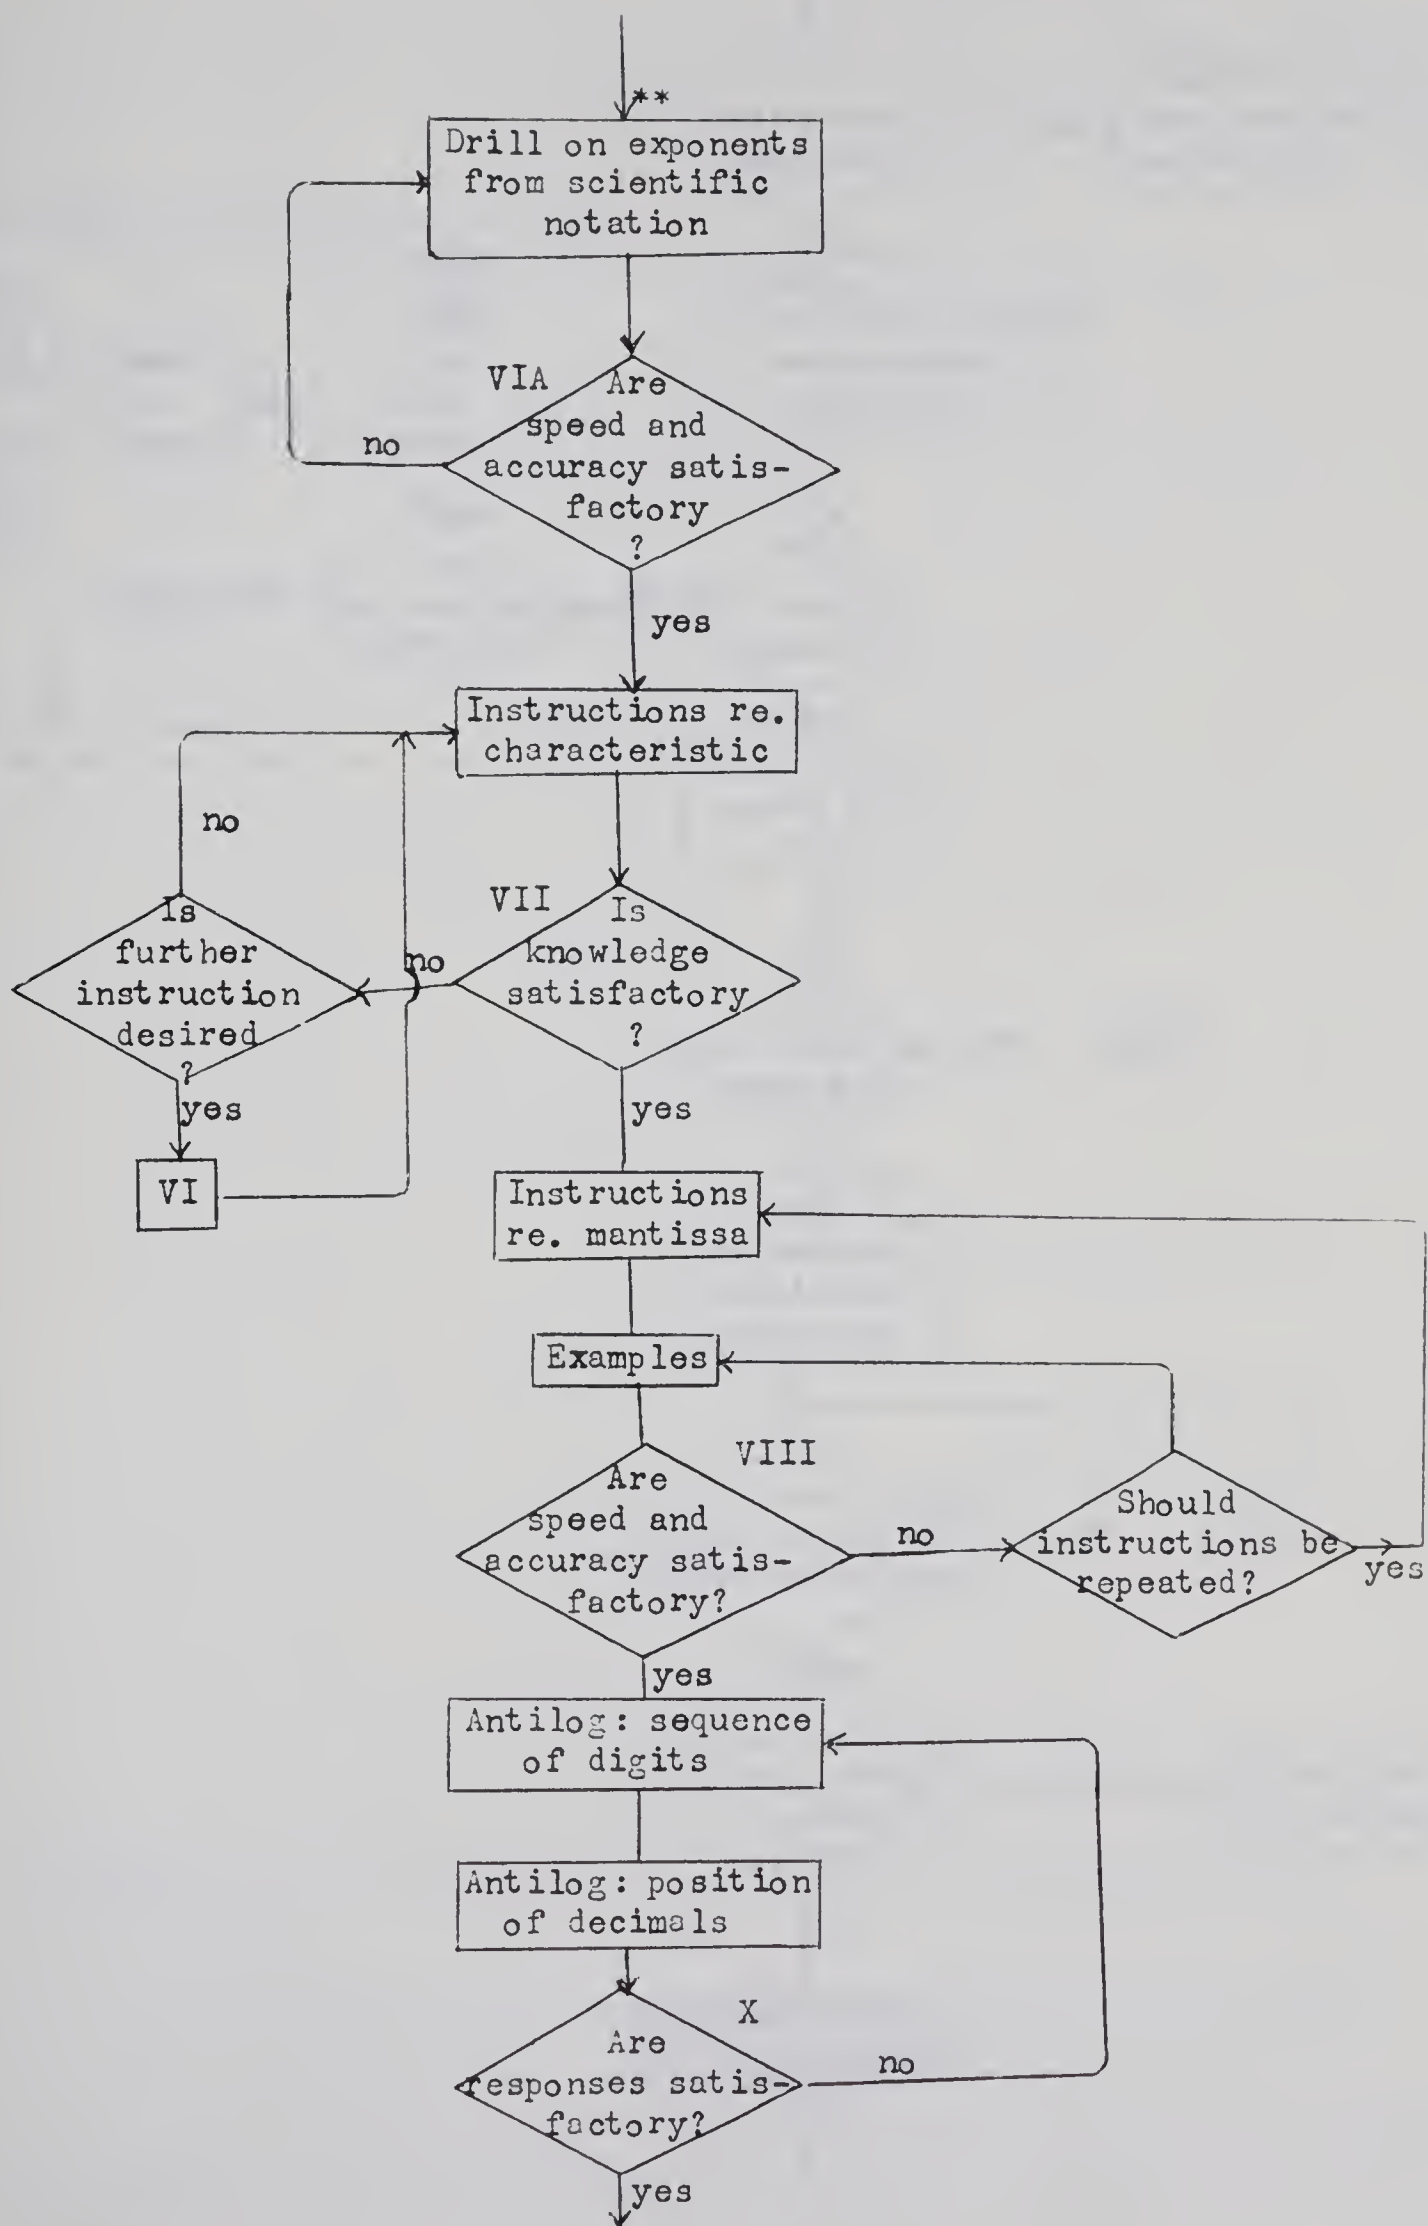 **
Drill on exponents
from scientific
notation
VIA
Are
speed and
accuracy satis-
factory
?
no
yes
Instructions re.
characteristic
no
VII
Is
knowledge
satisfactory
?
no
Is
further
instruction
desired
?
yes
VI
yes
Instructions
re. mantissa
Examples
VIII
Are
speed and
accuracy satis-
factory?
no
Should
instructions be
repeated?
yes
yes
Antilog: sequence
of digits
Antilog: position
of decimals
X
Are
responses satis-
factory?
no
yes